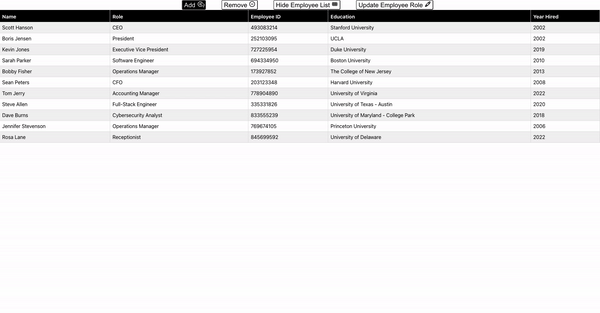 Add Remove Hide Employee List Update Employee Role
Name Role Employee ID Education Year Hired
Scott Hanson CEO 493083214 Stanford University 2002
Boris Jensen President 252103095 UCLA 2002
Kevin Jones Executive Vice President 727225954 Duke University 2019
Sarah Parker Software Engineer 694334950 Boston University 2010
Bobby Fisher Operations Manager 173927852 The College of New Jersey 2013
Sean Peters CFO 203123348 Harvard University 2008
Tom Jerry Accounting Manager 778904890 University of Virginia 2022
Steve Allen Full-Stack Engineer 335331826 University of Texas - Austin 2020
Dave Burns Cybersecurity Analyst 833555239 University of Maryland - College Park 2018
Jennifer Stevenson Operations Manager 769674105 Princeton University 2006
Rosa Lane Receptionist 845699592 University of Delaware 2022